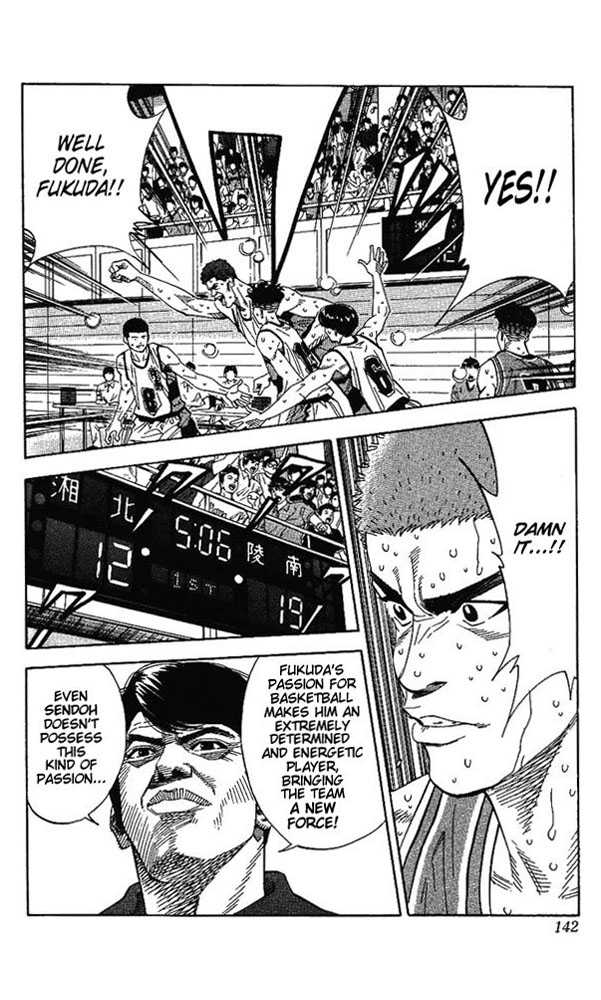 YES!!
WELL
DONE,
FUKUDA!!
8
6
DAMN
IT...!!
湘 北 5:06 陵 南
12 1ST 19
FUKUDA'S
PASSION FOR
BASKETBALL
MAKES HIM AN
EXTREMELY
DETERMINED
AND ENERGETIC
PLAYER,
BRINGING
THE TEAM
A NEW
FORCE!
EVEN
SENDOH
DOESN'T
POSSESS
THIS
KIND OF
PASSION...
142